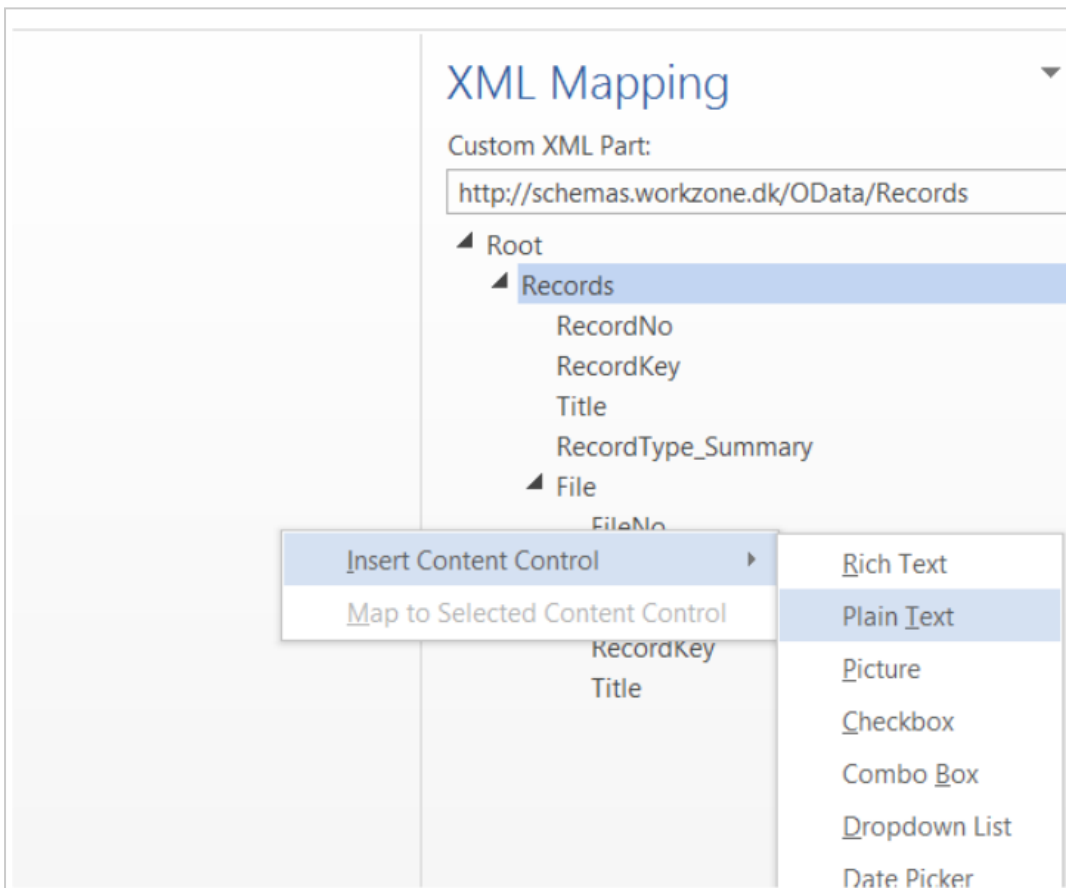 XML Mapping
Custom XML Part:
http://schemas.workzone.dk/OData/Records
Root
Records
RecordNo
RecordKey
Title
RecordType_Summary
File
FileNo
Insert Content Control
Map to Selected Content Control
RecordKey
Title
Rich Text
Plain Text
Picture
Checkbox
Combo Box
Dropdown List
Date Picker